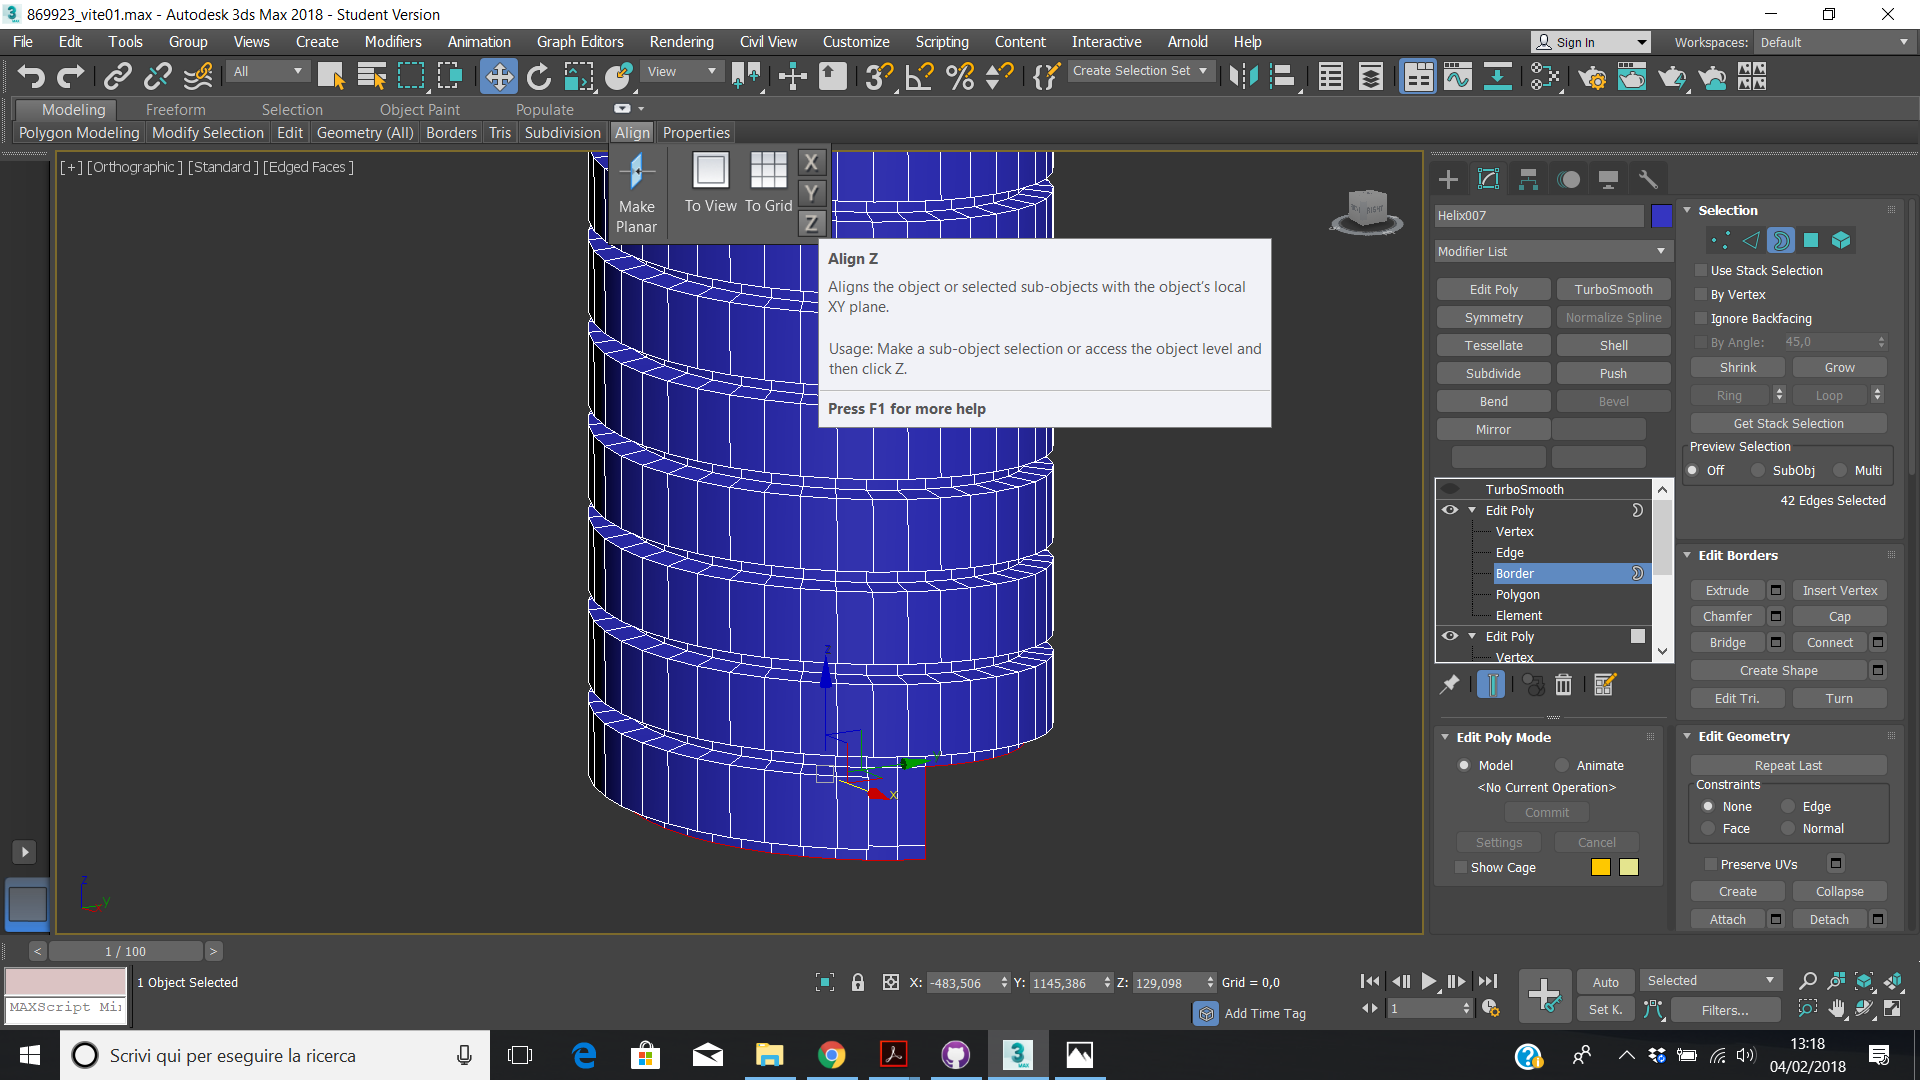 869923_vite01.max - Autodesk 3ds Max 2018 - Student Version
File Edit Tools Group Views Create Modifiers Animation Graph Editors Rendering Civil View Customize Scripting Content Interactive Arnold Help
Sign In
Workspaces: Default
All
View
Create Selection Set
Modeling Freeform Selection Object Paint Populate
Polygon Modeling Modify Selection Edit Geometry (All) Borders Tris Subdivision Align Properties
[+] [Orthographic ] [Standard ] [Edged Faces ]
Make Planar
To View
To Grid
X
Y
Z
Align Z
Aligns the object or selected sub-objects with the object's local
XY plane.
Usage: Make a sub-object selection or access the object level and
then click Z.
Press F1 for more help
RIGHT
z
y
x
z
y
x
Helix007
Modifier List
Edit Poly TurboSmooth
Symmetry Normalize Spline
Tessellate Shell
Subdivide Push
Bend Bevel
Mirror
TurboSmooth
Edit Poly
Vertex
Edge
Border
Polygon
Element
Edit Poly
Vertex
Edit Poly Mode
Model Animate
<No Current Operation>
Commit
Settings Cancel
Show Cage
Selection
Use Stack Selection
By Vertex
Ignore Backfacing
By Angle: 45,0
Shrink Grow
Ring Loop
Get Stack Selection
Preview Selection
Off SubObj Multi
42 Edges Selected
Edit Borders
Extrude Insert Vertex
Chamfer Cap
Bridge Connect
Create Shape
Edit Tri. Turn
Edit Geometry
Repeat Last
Constraints
None Edge
Face Normal
Preserve UVs
Create Collapse
Attach Detach
< 1 / 100 >
MAXScript Mi
1 Object Selected
X: -483,506 Y: 1145,386 Z: 129,098 Grid = 0,0
Add Time Tag
1
Auto Selected
Set K. Filters...
Scrivi qui per eseguire la ricerca
13:18
04/02/2018